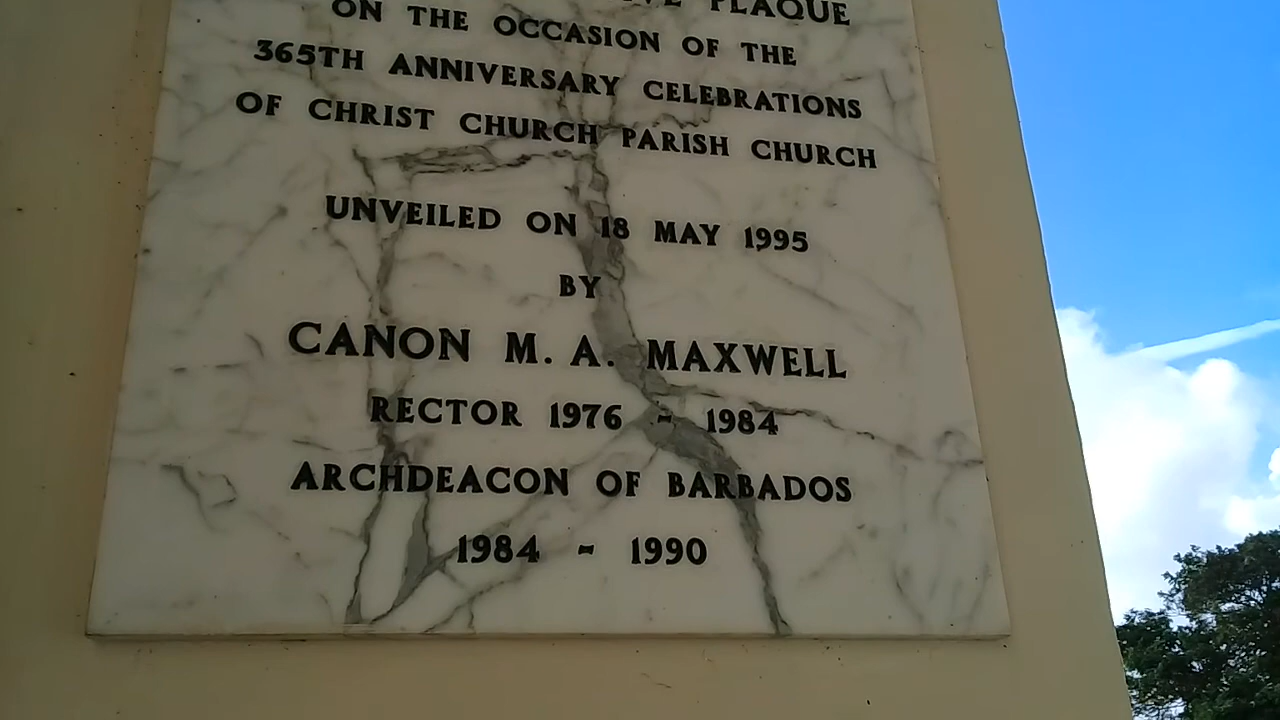 PLAQUE
ON THE OCCASION OF THE
365TH ANNIVERSARY CELEBRATIONS
OF CHRIST CHURCH PARISH CHURCH
UNVEILED ON 18 MAY 1995
BY
CANON M. A. MAXWELL
RECTOR 1976 - 1984
ARCHDEACON OF BARBADOS
1984 - 1990